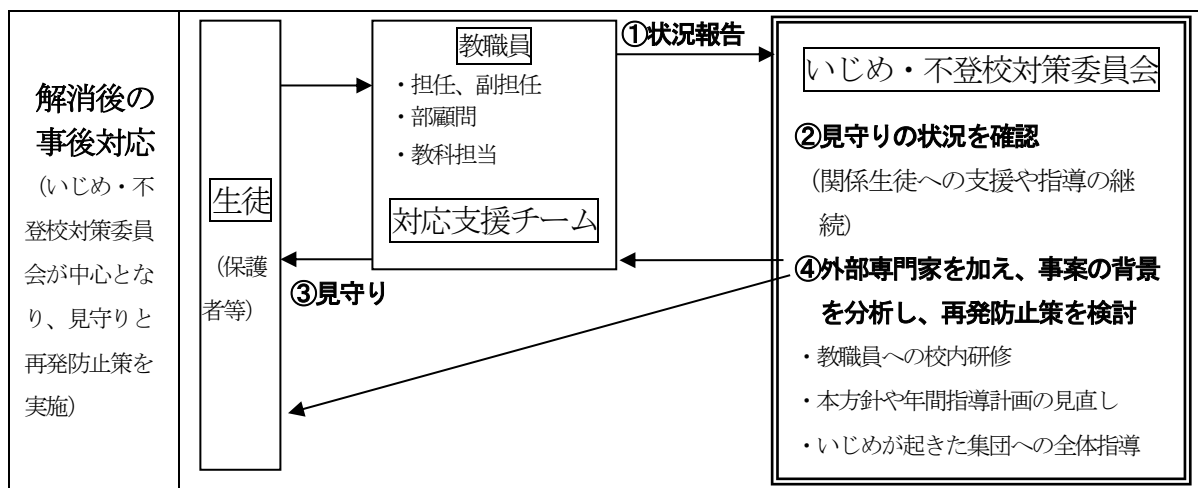 解消後の
事後対応
(いじめ・不
登校対策委員
会が中心とな
り、見守りと
再発防止策を
実施)
生徒
(保護
者等)
教職員
・担任、副担任
・部顧問
・教科担当
対応支援チーム
①状況報告
③見守り
いじめ・不登校対策委員会
②見守りの状況を確認
(関係生徒への支援や指導の継
続)
④外部専門家を加え、事案の背景
を分析し、再発防止策を検討
・教職員への校内研修
・本方針や年間指導計画の見直し
・いじめが起きた集団への全体指導